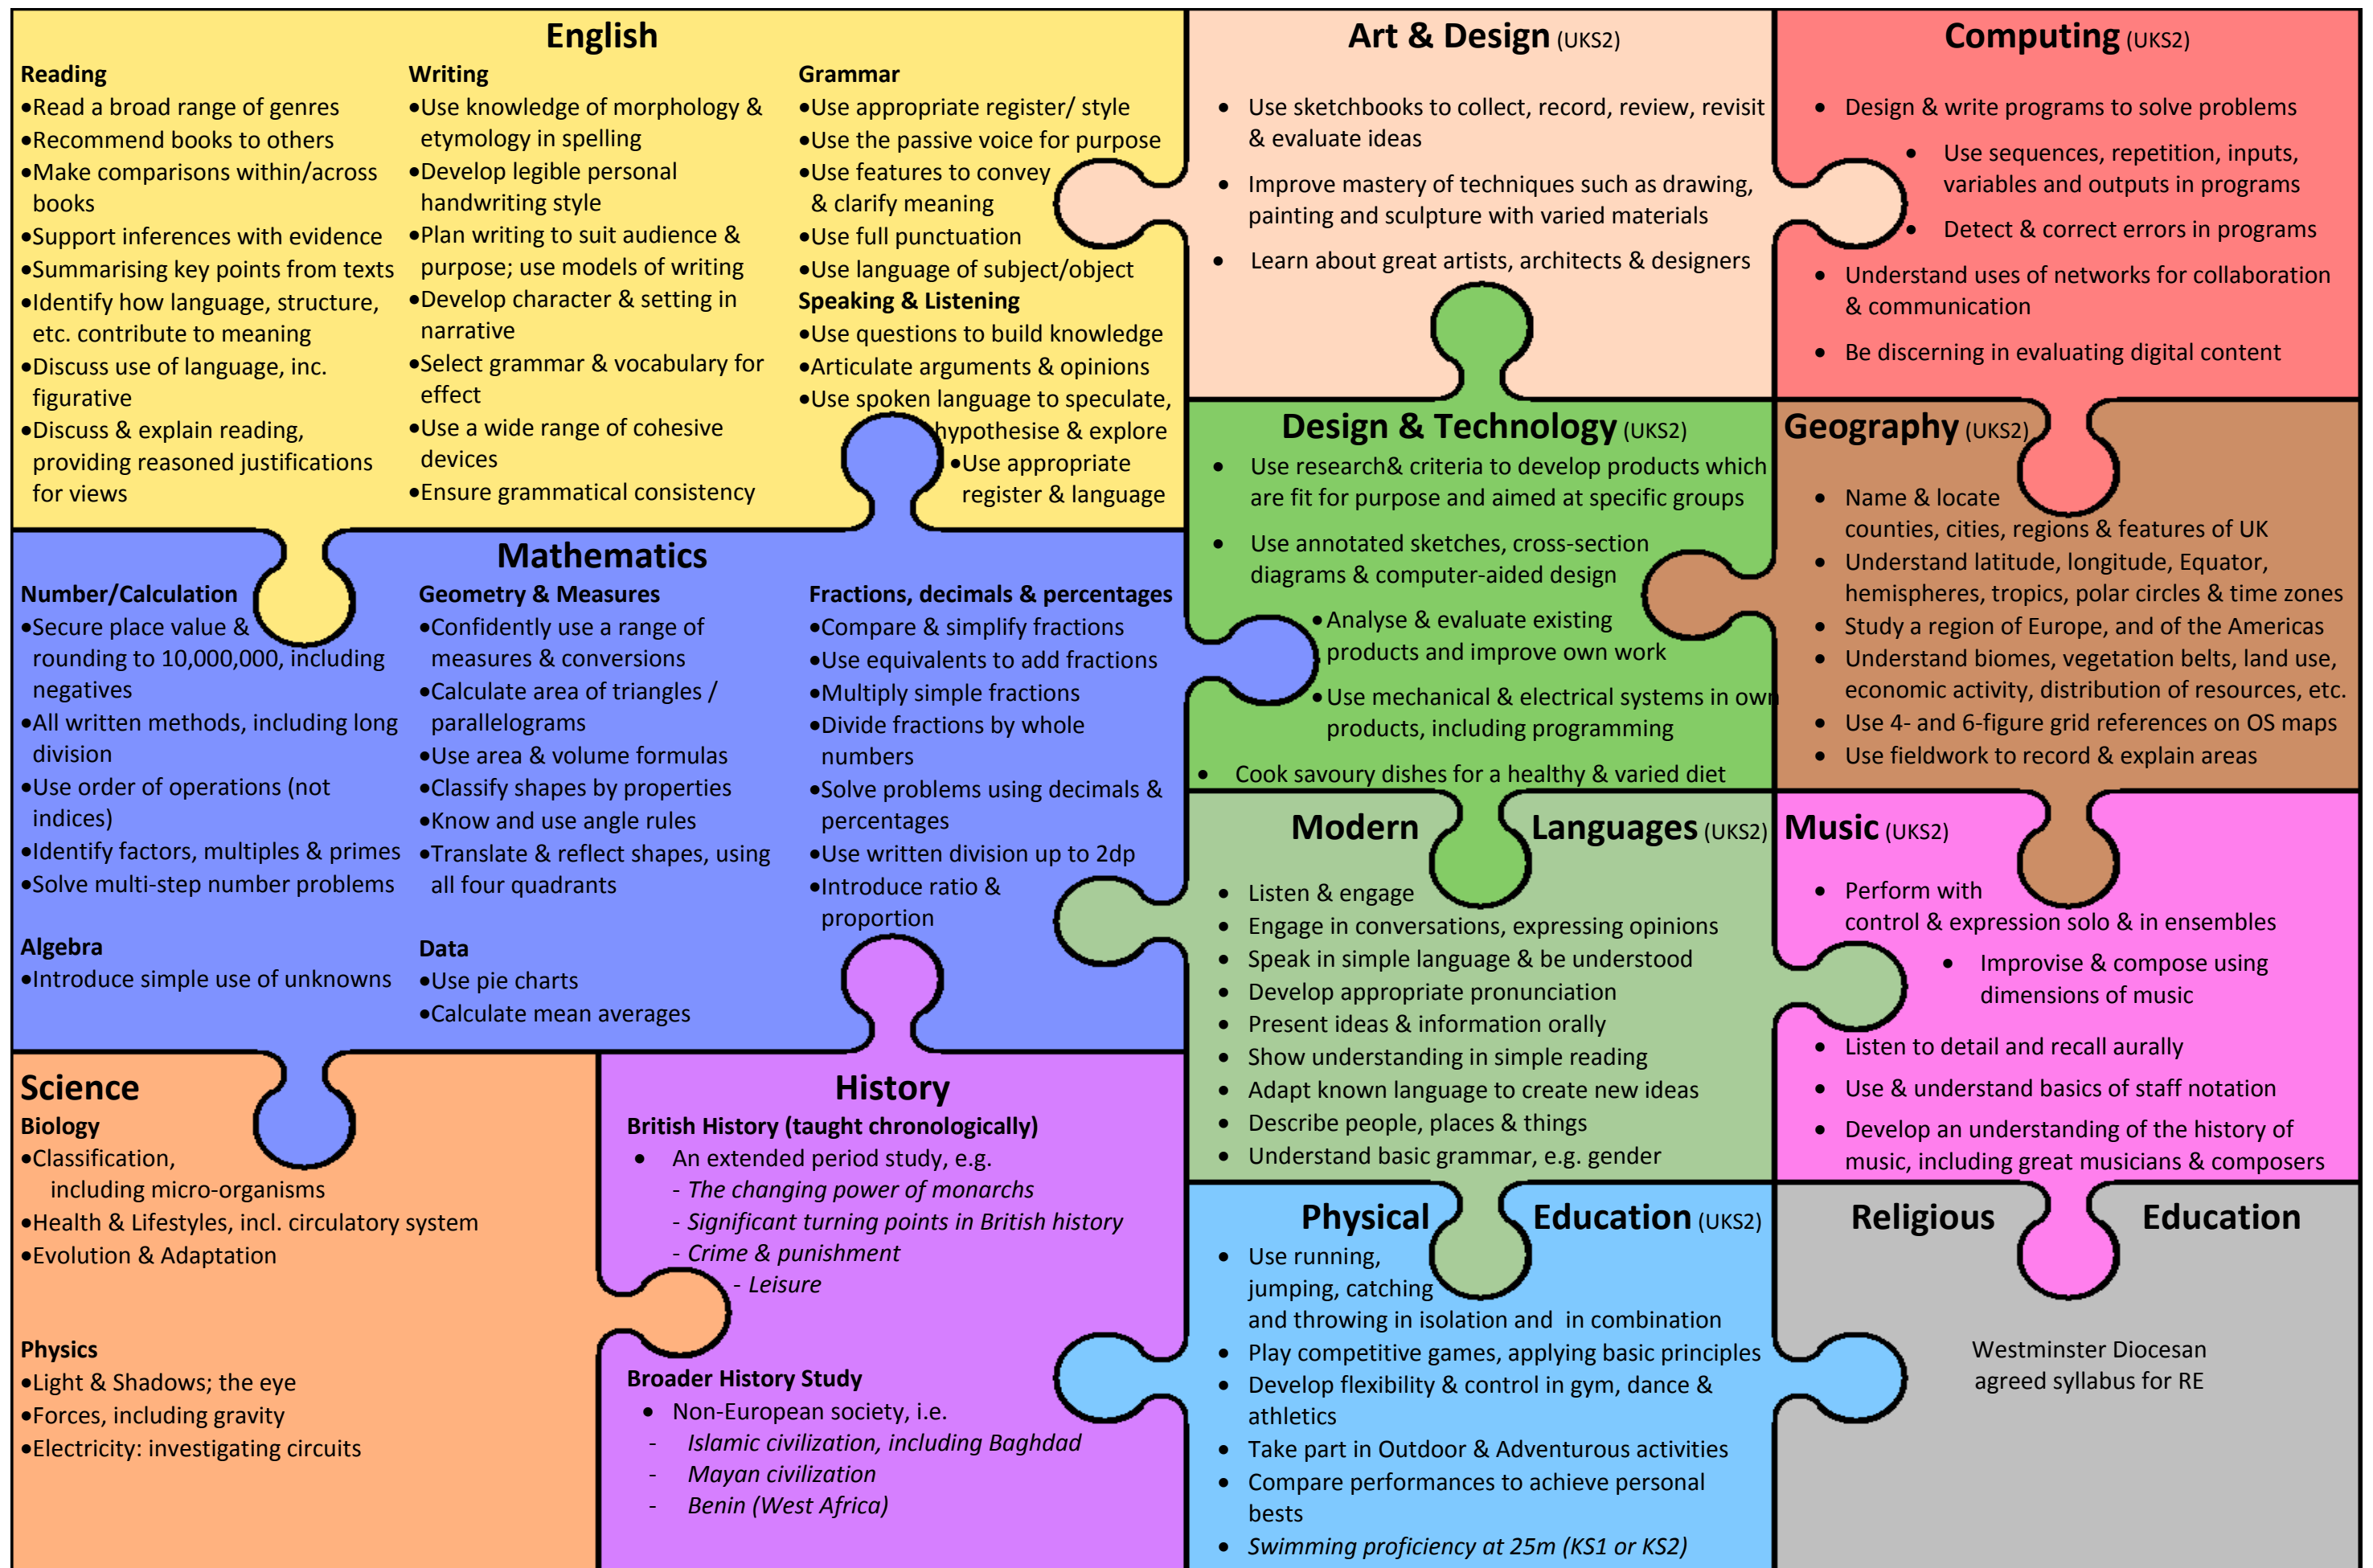 English
Reading
•Read a broad range of genres
•Recommend books to others
•Make comparisons within/across
books
•Support inferences with evidence
•Summarising key points from texts
•Identify how language, structure,
etc. contribute to meaning
•Discuss use of language, inc.
figurative
•Discuss & explain reading,
providing reasoned justifications
for views
Writing
•Use knowledge of morphology &
etymology in spelling
•Develop legible personal
handwriting style
•Plan writing to suit audience &
purpose; use models of writing
•Develop character & setting in
narrative
•Select grammar & vocabulary for
effect
•Use a wide range of cohesive
devices
•Ensure grammatical consistency
Grammar
•Use appropriate register/ style
•Use the passive voice for purpose
•Use features to convey
& clarify meaning
•Use full punctuation
•Use language of subject/object
Speaking & Listening
•Use questions to build knowledge
•Articulate arguments & opinions
•Use spoken language to speculate,
hypothesise & explore
•Use appropriate
register & language
Art & Design (UKS2)
• Use sketchbooks to collect, record, review, revisit
& evaluate ideas
• Improve mastery of techniques such as drawing,
painting and sculpture with varied materials
• Learn about great artists, architects & designers
Computing (UKS2)
• Design & write programs to solve problems
• Use sequences, repetition, inputs,
variables and outputs in programs
• Detect & correct errors in programs
• Understand uses of networks for collaboration
& communication
• Be discerning in evaluating digital content
Design & Technology (UKS2)
• Use research& criteria to develop products which
are fit for purpose and aimed at specific groups
• Use annotated sketches, cross-section
diagrams & computer-aided design
•Analyse & evaluate existing
products and improve own work
•Use mechanical & electrical systems in own
products, including programming
• Cook savoury dishes for a healthy & varied diet
Geography (UKS2)
• Name & locate
counties, cities, regions & features of UK
• Understand latitude, longitude, Equator,
hemispheres, tropics, polar circles & time zones
• Study a region of Europe, and of the Americas
• Understand biomes, vegetation belts, land use,
economic activity, distribution of resources, etc.
• Use 4- and 6-figure grid references on OS maps
• Use fieldwork to record & explain areas
Mathematics
Number/Calculation
•Secure place value &
rounding to 10,000,000, including
negatives
•All written methods, including long
division
•Use order of operations (not
indices)
•Identify factors, multiples & primes
•Solve multi-step number problems
Algebra
•Introduce simple use of unknowns
Geometry & Measures
•Confidently use a range of
measures & conversions
•Calculate area of triangles /
parallelograms
•Use area & volume formulas
•Classify shapes by properties
•Know and use angle rules
•Translate & reflect shapes, using
all four quadrants
Data
•Use pie charts
•Calculate mean averages
Fractions, decimals & percentages
•Compare & simplify fractions
•Use equivalents to add fractions
•Multiply simple fractions
•Divide fractions by whole
numbers
•Solve problems using decimals &
percentages
•Use written division up to 2dp
•Introduce ratio &
proportion
Modern Languages (UKS2)
• Listen & engage
• Engage in conversations, expressing opinions
• Speak in simple language & be understood
• Develop appropriate pronunciation
• Present ideas & information orally
• Show understanding in simple reading
• Adapt known language to create new ideas
• Describe people, places & things
• Understand basic grammar, e.g. gender
Music (UKS2)
• Perform with
control & expression solo & in ensembles
• Improvise & compose using
dimensions of music
• Listen to detail and recall aurally
• Use & understand basics of staff notation
• Develop an understanding of the history of
music, including great musicians & composers
Science
Biology
•Classification,
including micro-organisms
•Health & Lifestyles, incl. circulatory system
•Evolution & Adaptation
Physics
•Light & Shadows; the eye
•Forces, including gravity
•Electricity: investigating circuits
History
British History (taught chronologically)
• An extended period study, e.g.
- The changing power of monarchs
- Significant turning points in British history
- Crime & punishment
- Leisure
Broader History Study
• Non-European society, i.e.
- Islamic civilization, including Baghdad
- Mayan civilization
- Benin (West Africa)
Physical Education (UKS2)
• Use running,
jumping, catching
and throwing in isolation and in combination
• Play competitive games, applying basic principles
• Develop flexibility & control in gym, dance &
athletics
• Take part in Outdoor & Adventurous activities
• Compare performances to achieve personal
bests
• Swimming proficiency at 25m (KS1 or KS2)
Religious Education
Westminster Diocesan
agreed syllabus for RE